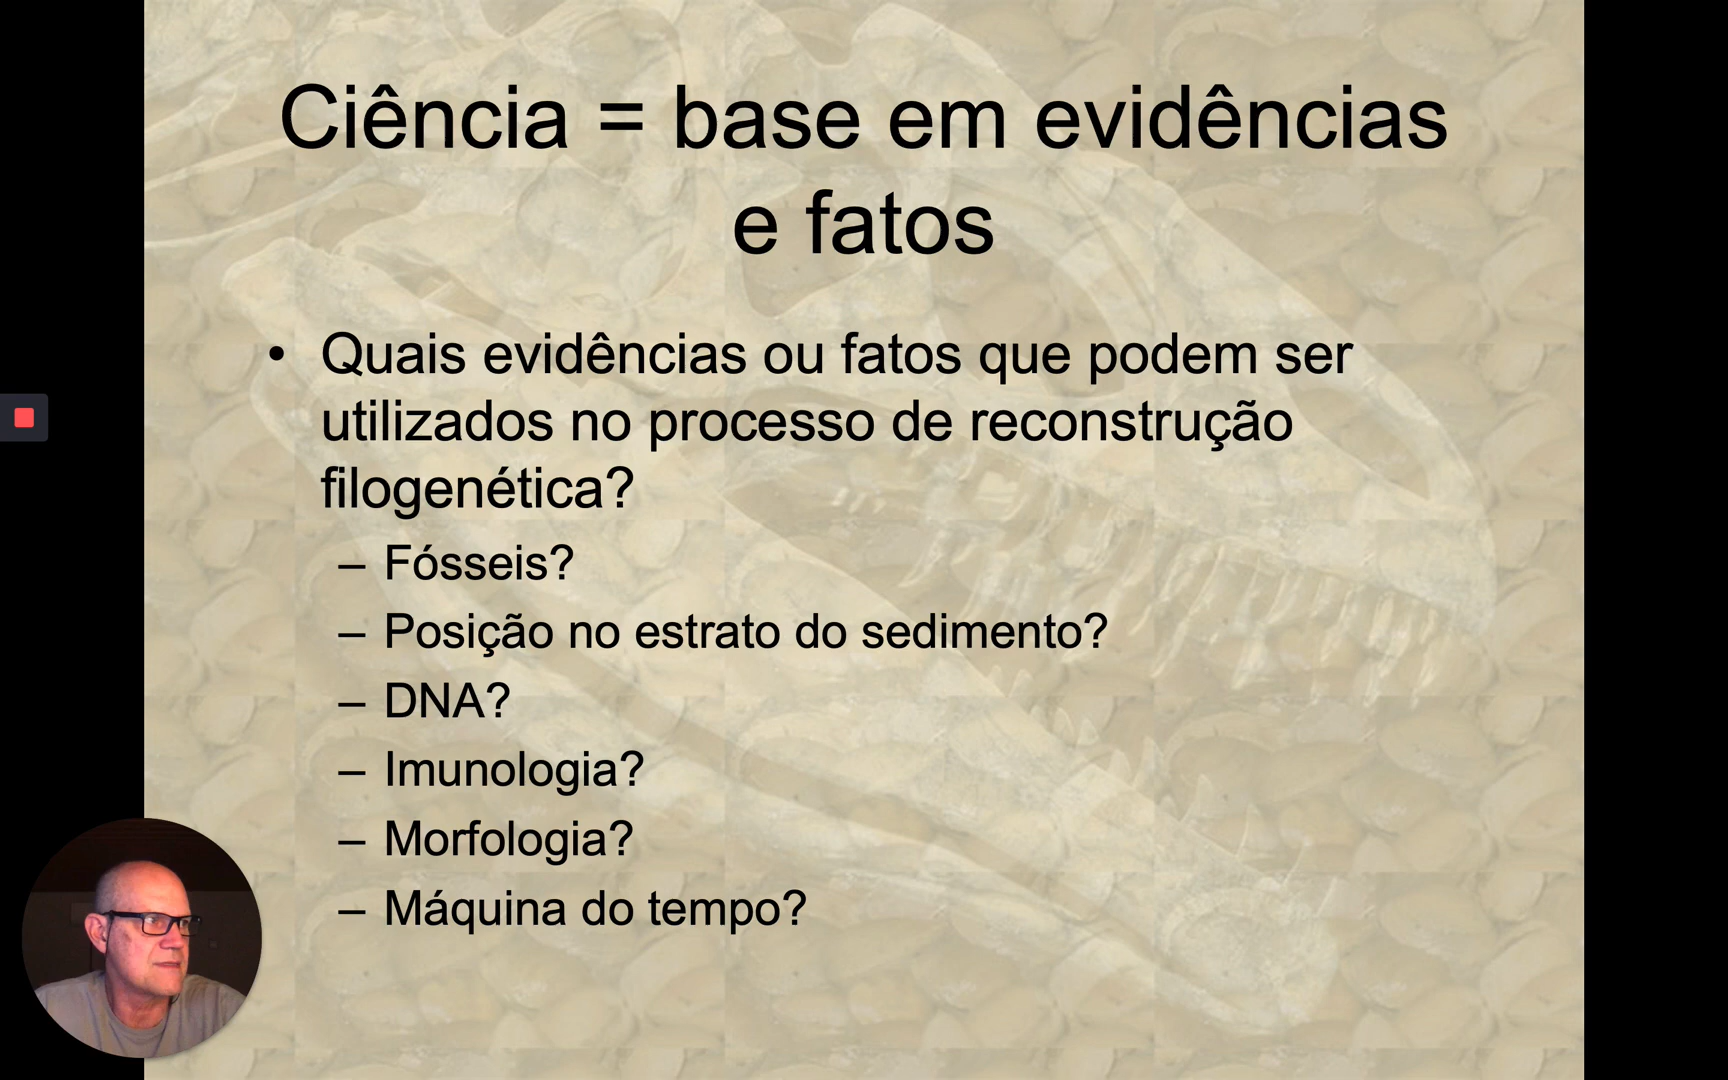 Ciência = base em evidências
e fatos
• Quais evidências ou fatos que podem ser
utilizados no processo de reconstrução
filogenética?
– Fósseis?
– Posição no estrato do sedimento?
– DNA?
– Imunologia?
– Morfologia?
– Máquina do tempo?